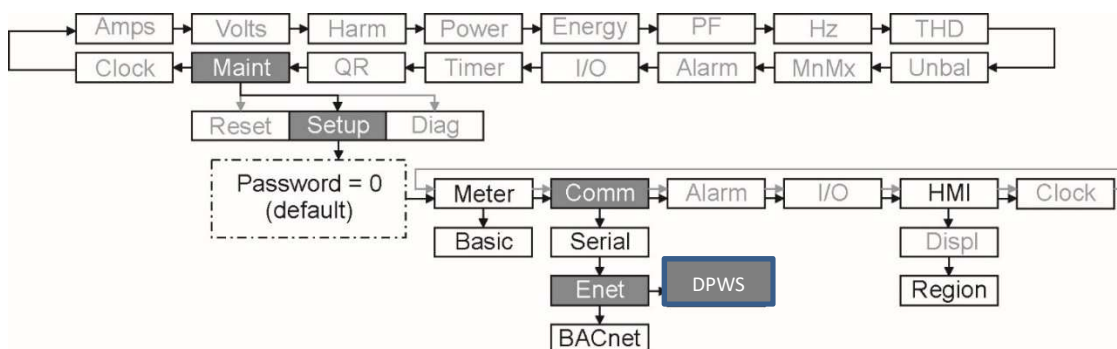 Amps Volts Harm Power Energy PF Hz THD
Clock Maint QR Timer I/O Alarm MnMx Unbal
Reset Setup Diag
Password = 0
(default)
Meter Comm Alarm I/O HMI Clock
Basic Serial Displ
Enet DPWS Region
BACnet